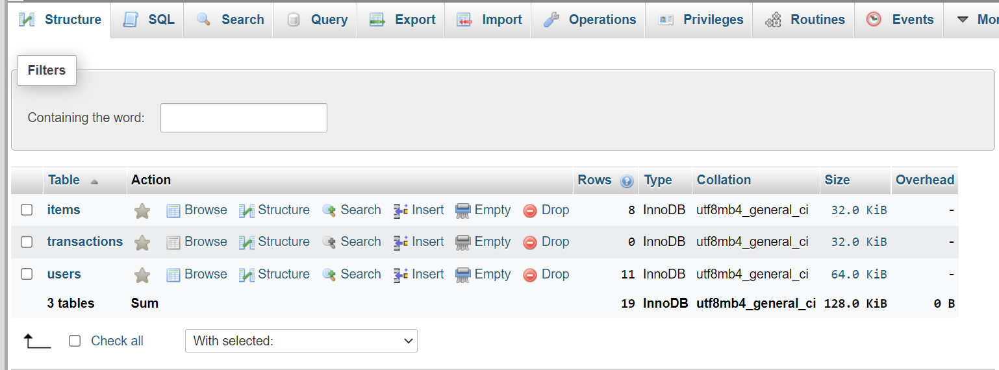 Structure SQL Search Query Export Import Operations Privileges Routines Events Mor
Filters
Containing the word:
Table Action Rows Type Collation Size Overhead
items Browse Structure Search Insert Empty Drop 8 InnoDB utf8mb4_general_ci 32.0 KiB -
transactions Browse Structure Search Insert Empty Drop 0 InnoDB utf8mb4_general_ci 32.0 KiB -
users Browse Structure Search Insert Empty Drop 11 InnoDB utf8mb4_general_ci 64.0 KiB -
3 tables Sum 19 InnoDB utf8mb4_general_ci 128.0 KiB 0 B
Check all With selected: